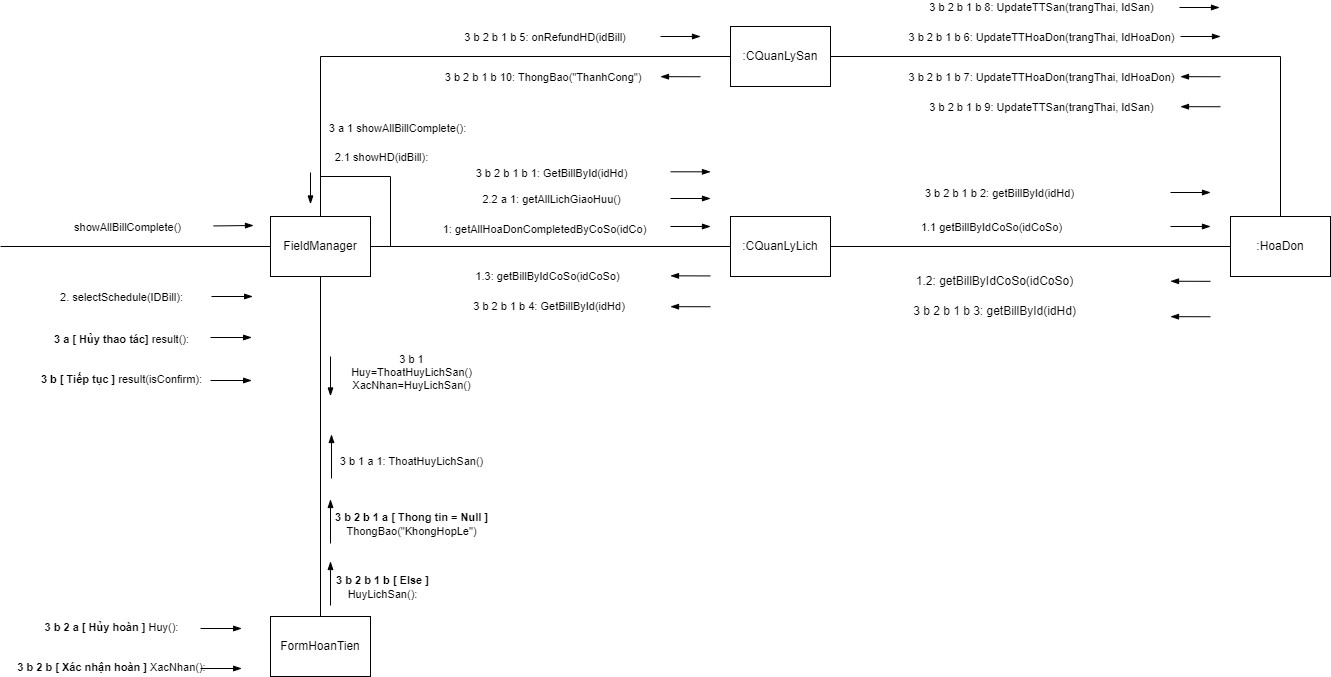 3 b 2 b 1 b 8: UpdateTTSan(trangThai, IdSan)
3 b 2 b 1 b 5: onRefundHD(idBill)
3 b 2 b 1 b 6: UpdateTTHoaDon(trangThai, IdHoaDon)
:CQuanLySan
3 b 2 b 1 b 10: ThongBao("ThanhCong")
3 b 2 b 1 b 7: UpdateTTHoaDon(trangThai, IdHoaDon)
3 b 2 b 1 b 9: UpdateTTSan(trangThai, IdSan)
3 a 1 showAllBillComplete():
2.1 showHD(idBill):
3 b 2 b 1 b 1: GetBillById(idHd)
2.2 a 1: getAllLichGiaoHuu()
3 b 2 b 1 b 2: getBillById(idHd)
showAllBillComplete()
1: getAllHoaDonCompletedByCoSo(idCo)
1.1 getBillByIdCoSo(idCoSo)
FieldManager
:CQuanLyLich
:HoaDon
1.3: getBillByIdCoSo(idCoSo)
1.2: getBillByIdCoSo(idCoSo)
2. selectSchedule(IDBill):
3 b 2 b 1 b 4: GetBillById(idHd)
3 b 2 b 1 b 3: getBillById(idHd)
3 a [ Hủy thao tác] result():
3 b [ Tiếp tục ] result(isConfirm):
3 b 1
Huy=ThoatHuyLichSan()
XacNhan=HuyLichSan()
3 b 1 a 1: ThoatHuyLichSan()
3 b 2 b 1 a [ Thong tin = Null ]
ThongBao("KhongHopLe")
3 b 2 b 1 b [ Else ]
HuyLichSan():
3 b 2 a [ Hủy hoàn ] Huy():
FormHoanTien
3 b 2 b [ Xác nhận hoàn ] XacNhan():